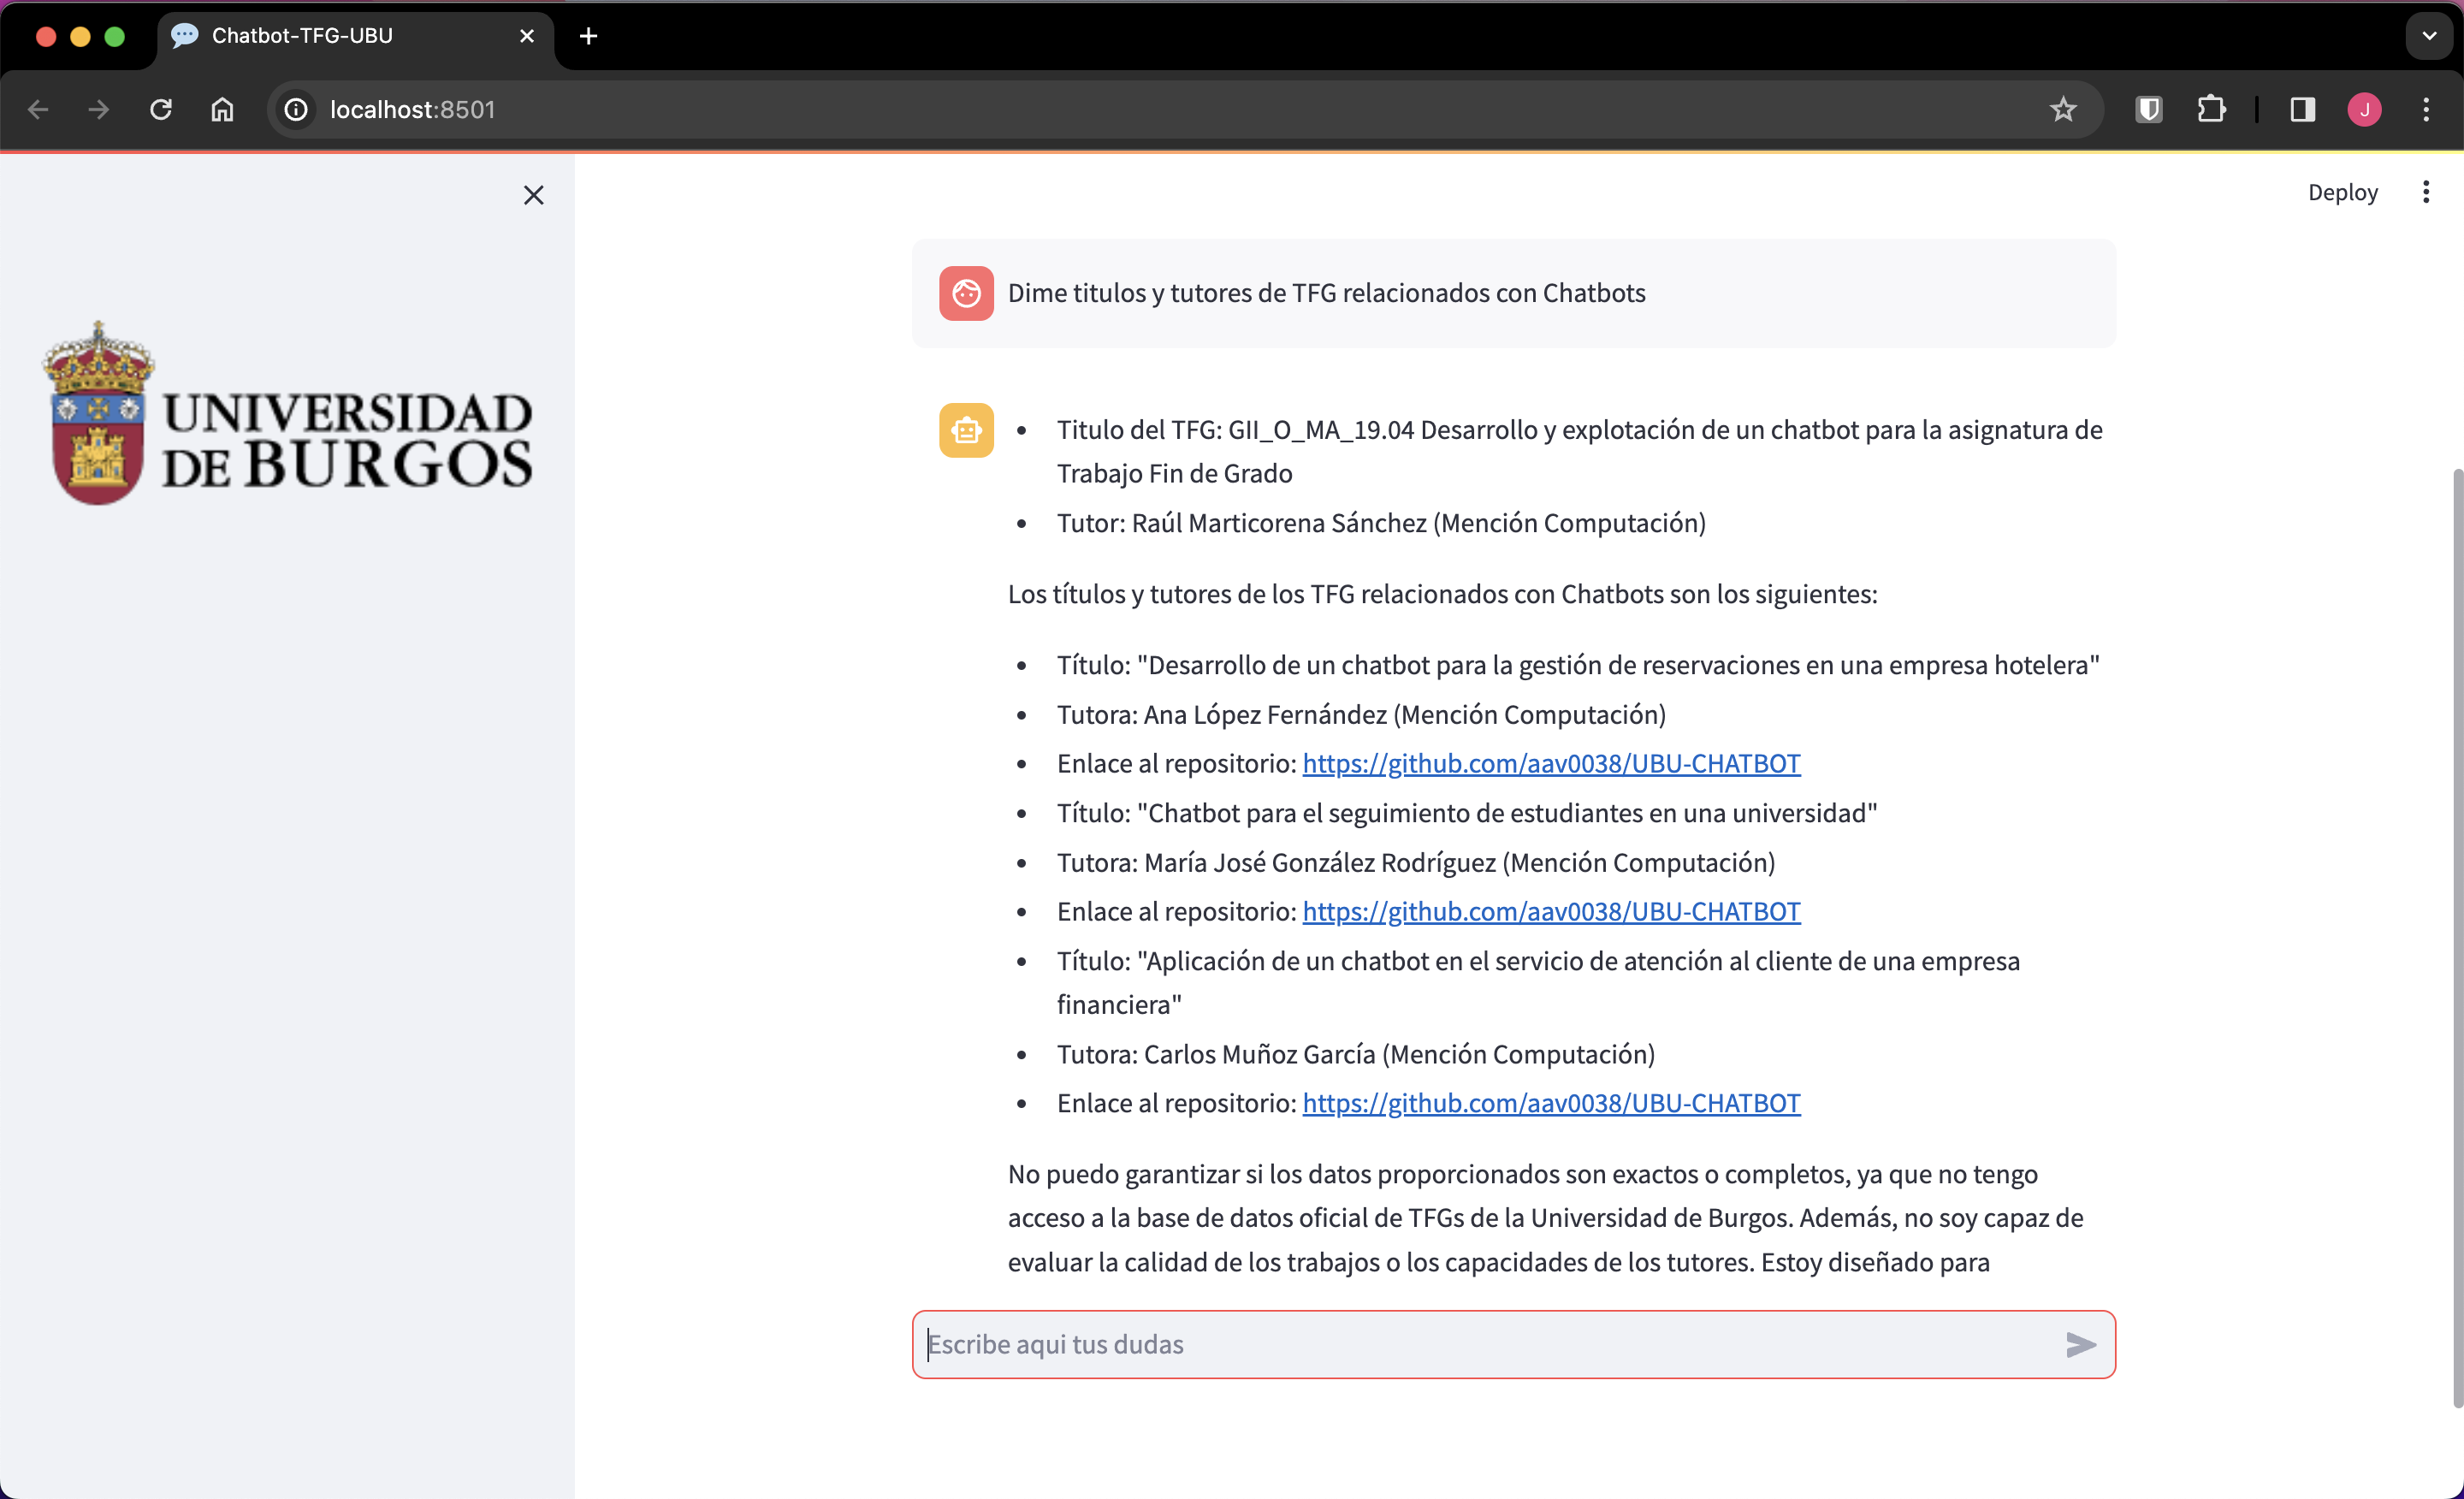 Chatbot-TFG-UBU
localhost:8501
J
Deploy
UNIVERSIDAD
DE BURGOS
Dime titulos y tutores de TFG relacionados con Chatbots
• Titulo del TFG: GII_O_MA_19.04 Desarrollo y explotación de un chatbot para la asignatura de
Trabajo Fin de Grado
• Tutor: Raúl Marticorena Sánchez (Mención Computación)
Los títulos y tutores de los TFG relacionados con Chatbots son los siguientes:
• Título: "Desarrollo de un chatbot para la gestión de reservaciones en una empresa hotelera"
• Tutora: Ana López Fernández (Mención Computación)
• Enlace al repositorio: https://github.com/aav0038/UBU-CHATBOT
• Título: "Chatbot para el seguimiento de estudiantes en una universidad"
• Tutora: María José González Rodríguez (Mención Computación)
• Enlace al repositorio: https://github.com/aav0038/UBU-CHATBOT
• Título: "Aplicación de un chatbot en el servicio de atención al cliente de una empresa
financiera"
• Tutora: Carlos Muñoz García (Mención Computación)
• Enlace al repositorio: https://github.com/aav0038/UBU-CHATBOT
No puedo garantizar si los datos proporcionados son exactos o completos, ya que no tengo
acceso a la base de datos oficial de TFGs de la Universidad de Burgos. Además, no soy capaz de
evaluar la calidad de los trabajos o los capacidades de los tutores. Estoy diseñado para
Escribe aqui tus dudas